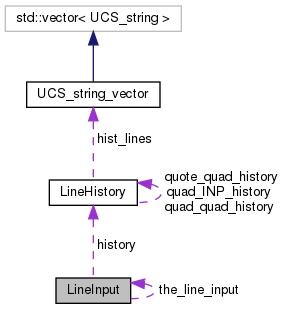 std::vector< UCS_string >
UCS_string_vector
hist_lines
LineHistory
quote_quad_history
quad_INP_history
quad_quad_history
history
LineInput
the_line_input